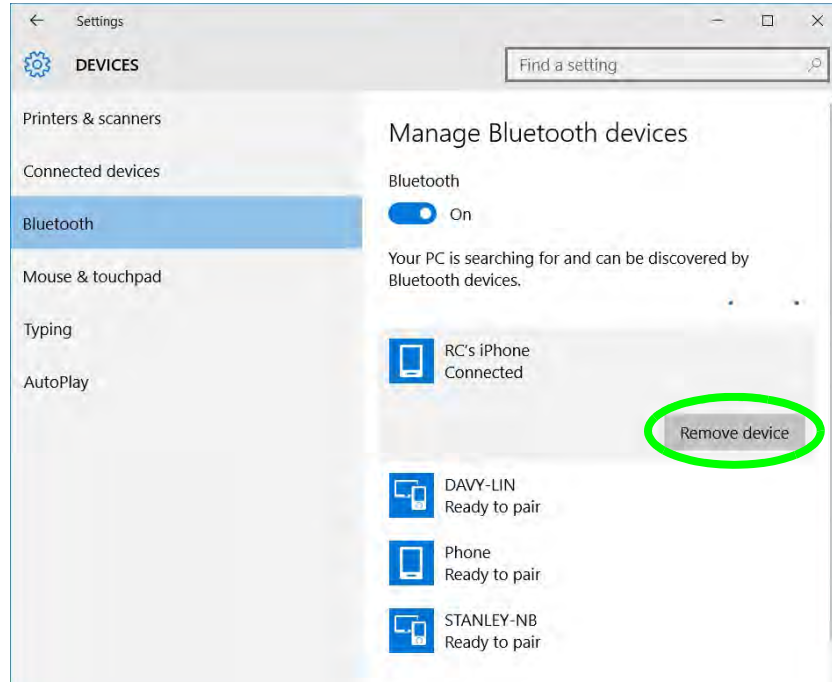 Settings
DEVICES
Find a setting
Printers & scanners
Connected devices
Bluetooth
Mouse & touchpad
Typing
AutoPlay
Manage Bluetooth devices
Bluetooth
On
Your PC is searching for and can be discovered by
Bluetooth devices.
RC's iPhone
Connected
Remove device
DAVY-LIN
Ready to pair
Phone
Ready to pair
STANLEY-NB
Ready to pair